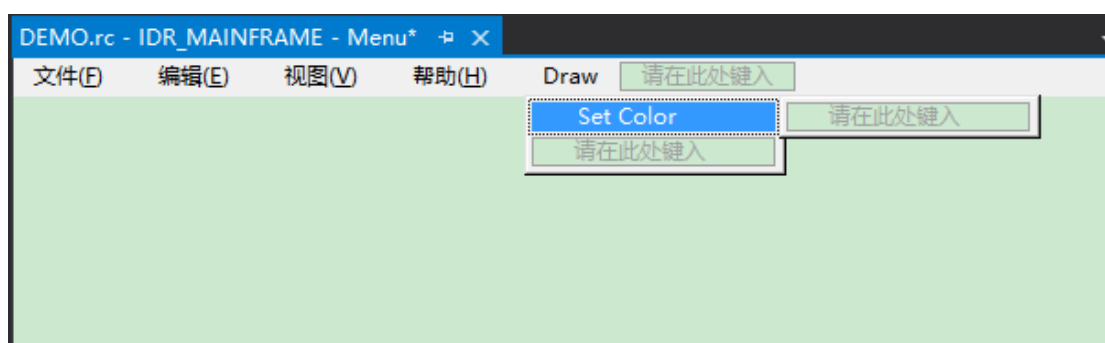 DEMO.rc - IDR_MAINFRAME - Menu*
文件(F) 编辑(E) 视图(V) 帮助(H) Draw 请在此处键入
Set Color 请在此处键入
请在此处键入